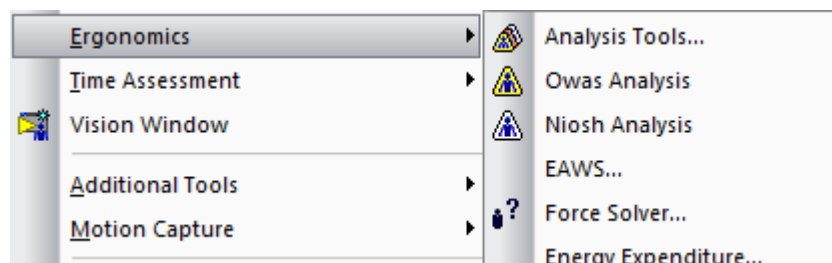 Ergonomics
Time Assessment
Vision Window
Additional Tools
Motion Capture
Analysis Tools...
Owas Analysis
Niosh Analysis
EAWS...
Force Solver...
Energy Expenditure...